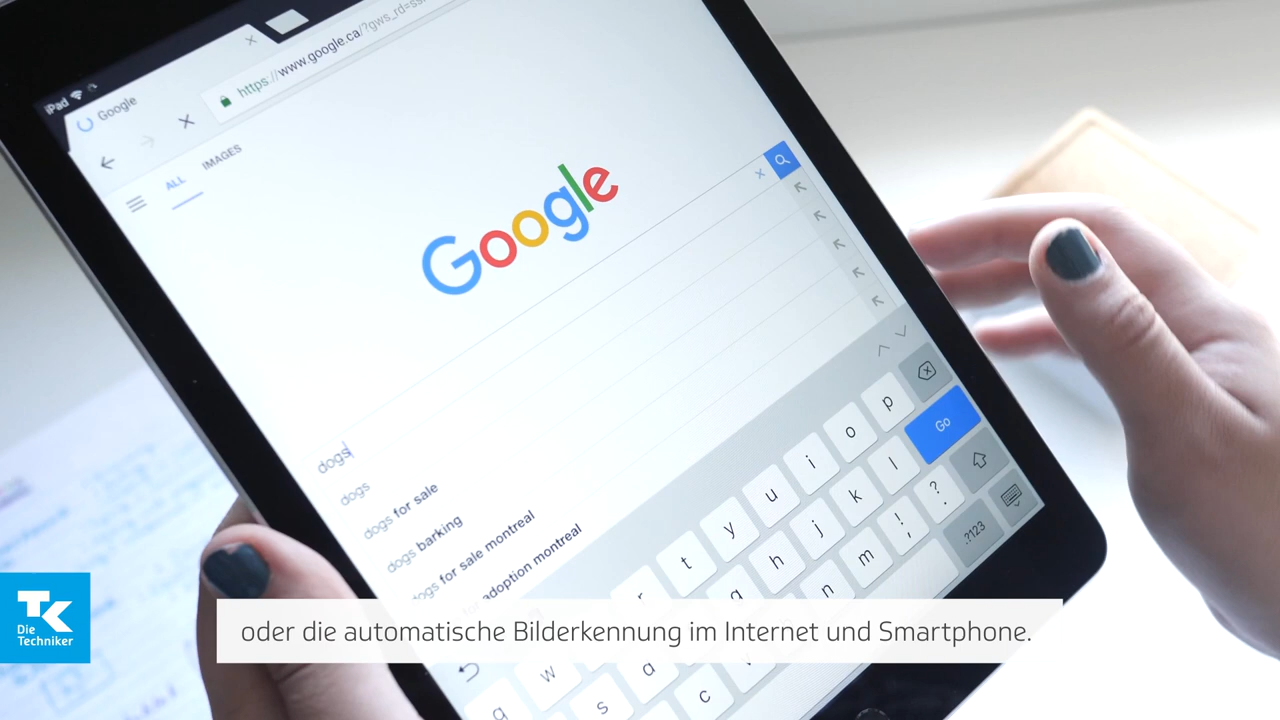 iPad
Google
https://www.google.ca/?gws_rd=ssl
ALL
IMAGES
Google
dogs
dogs
dogs for sale
dogs barking
dogs for sale montreal
adoption montreal
p
o
i
u
y
t
r
w
q
Go
l
k
j
h
g
a
s
?
!
m
n
c
?123
Die
Techniker
oder die automatische Bilderkennung im Internet und Smartphone.